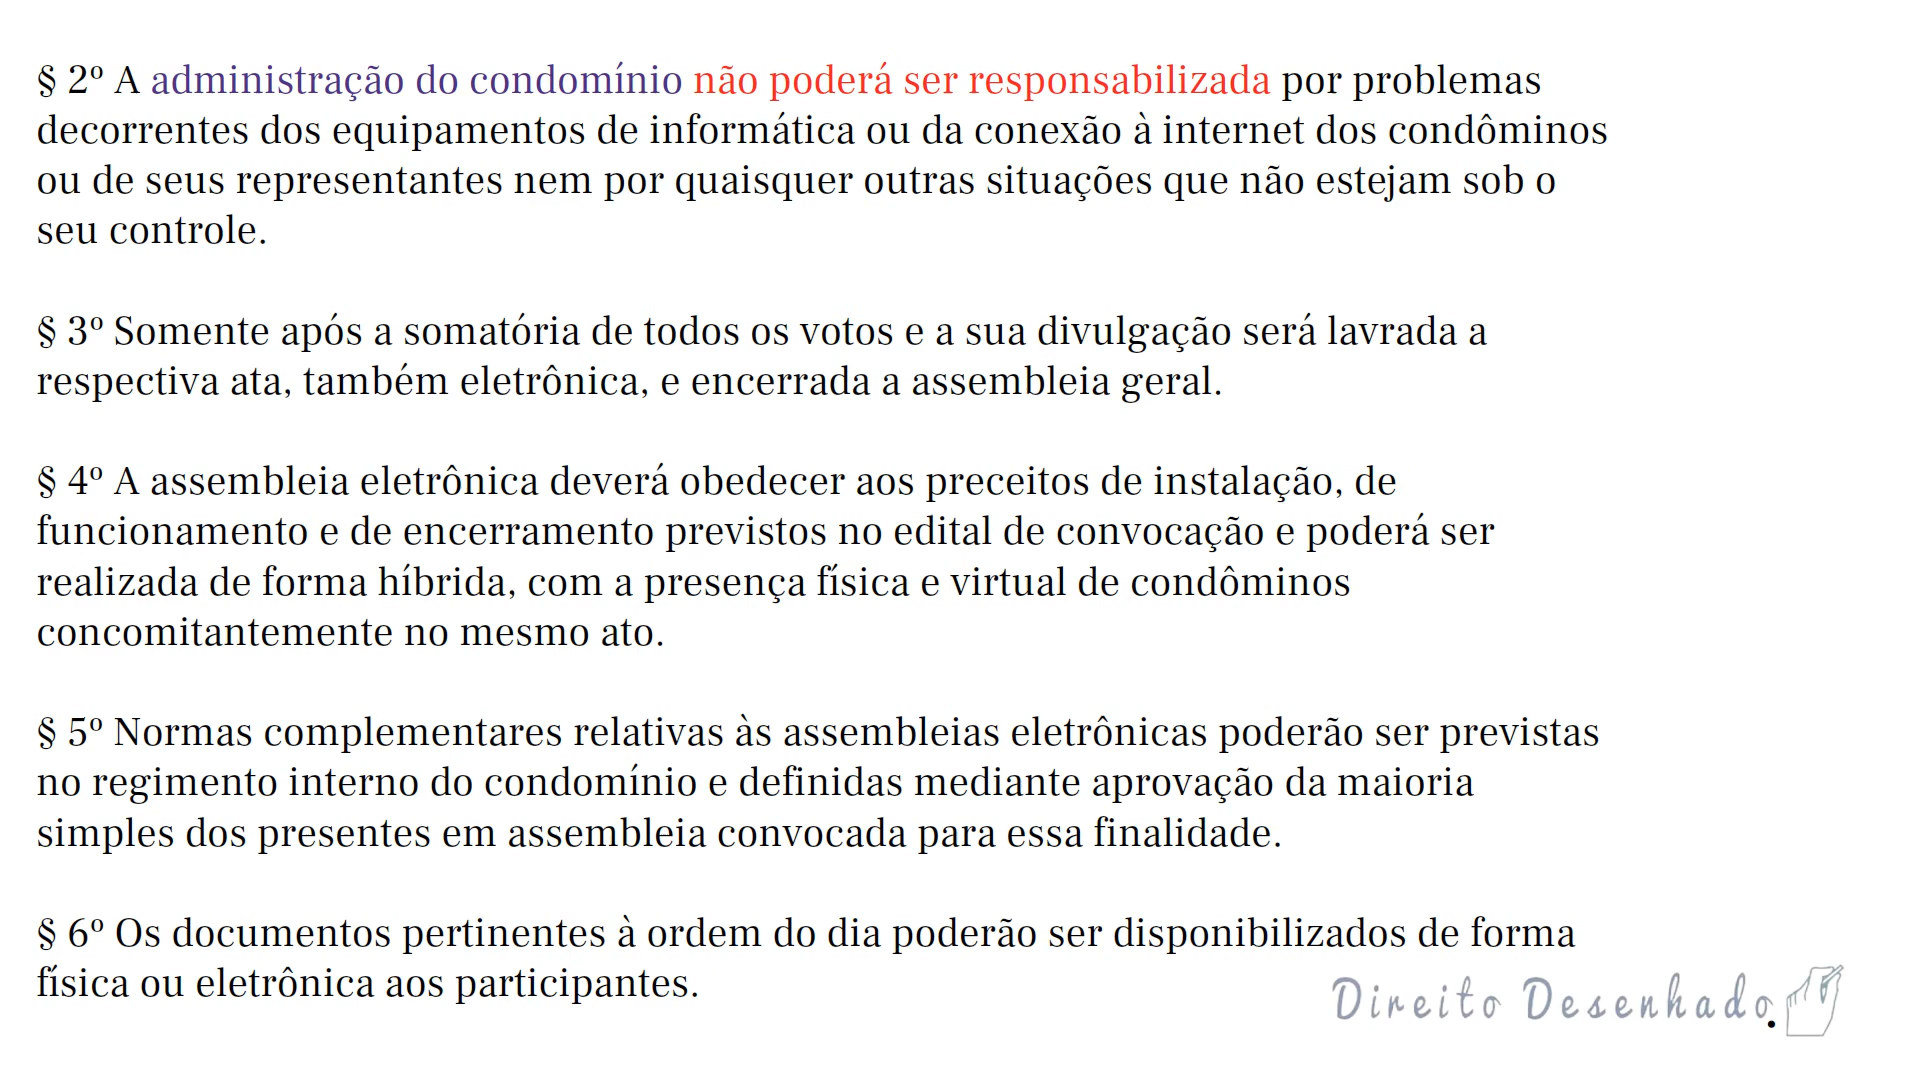 § 2º A administração do condomínio não poderá ser responsabilizada por problemas
decorrentes dos equipamentos de informática ou da conexão à internet dos condôminos
ou de seus representantes nem por quaisquer outras situações que não estejam sob o
seu controle.
§ 3º Somente após a somatória de todos os votos e a sua divulgação será lavrada a
respectiva ata, também eletrônica, e encerrada a assembleia geral.
§ 4º A assembleia eletrônica deverá obedecer aos preceitos de instalação, de
funcionamento e de encerramento previstos no edital de convocação e poderá ser
realizada de forma híbrida, com a presença física e virtual de condôminos
concomitantemente no mesmo ato.
§ 5º Normas complementares relativas às assembleias eletrônicas poderão ser previstas
no regimento interno do condomínio e definidas mediante aprovação da maioria
simples dos presentes em assembleia convocada para essa finalidade.
§ 6º Os documentos pertinentes à ordem do dia poderão ser disponibilizados de forma
física ou eletrônica aos participantes.
Direito Desenhado